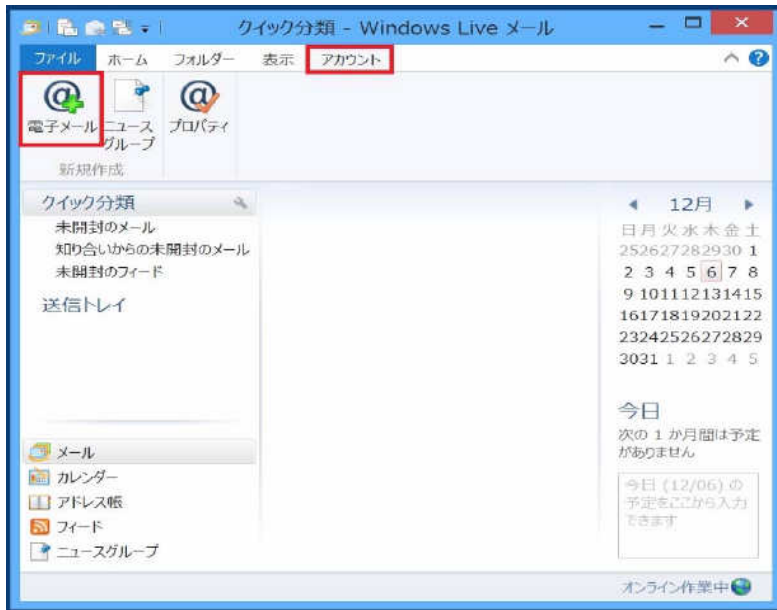 クイック分類 - Windows Live メール
ファイル ホーム フォルダー 表示 アカウント
電子メール ニュース グループ プロパティ
新規作成
クイック分類
未開封のメール
知り合いからの未開封のメール
未開封のフィード
送信トレイ
メール
カレンダー
アドレス帳
フィード
ニュースグループ
12月
日 月 火 水 木 金 土
25 26 27 28 29 30 1
2 3 4 5 6 7 8
9 10 11 12 13 14 15
16 17 18 19 20 21 22
23 24 25 26 27 28 29
30 31 1 2 3 4 5
今日
次の 1 か月間は予定
がありません
今日 (12/06) の
予定をここから入力
できます
オンライン作業中